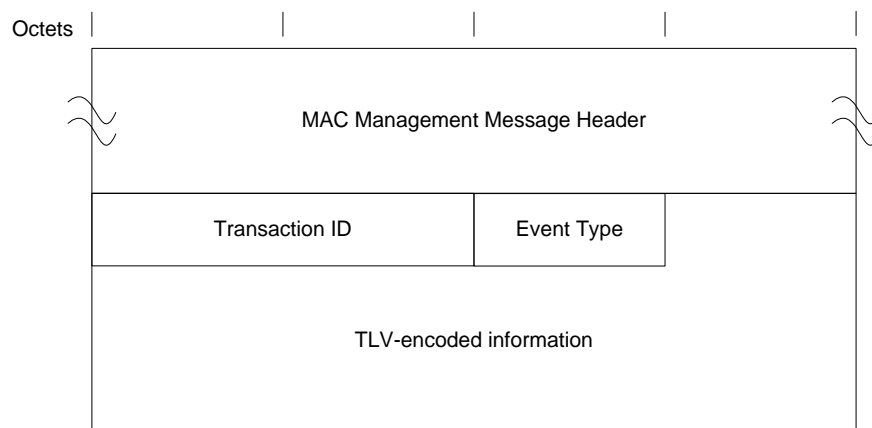 Octets
MAC Management Message Header
Transaction ID
Event Type
TLV-encoded information